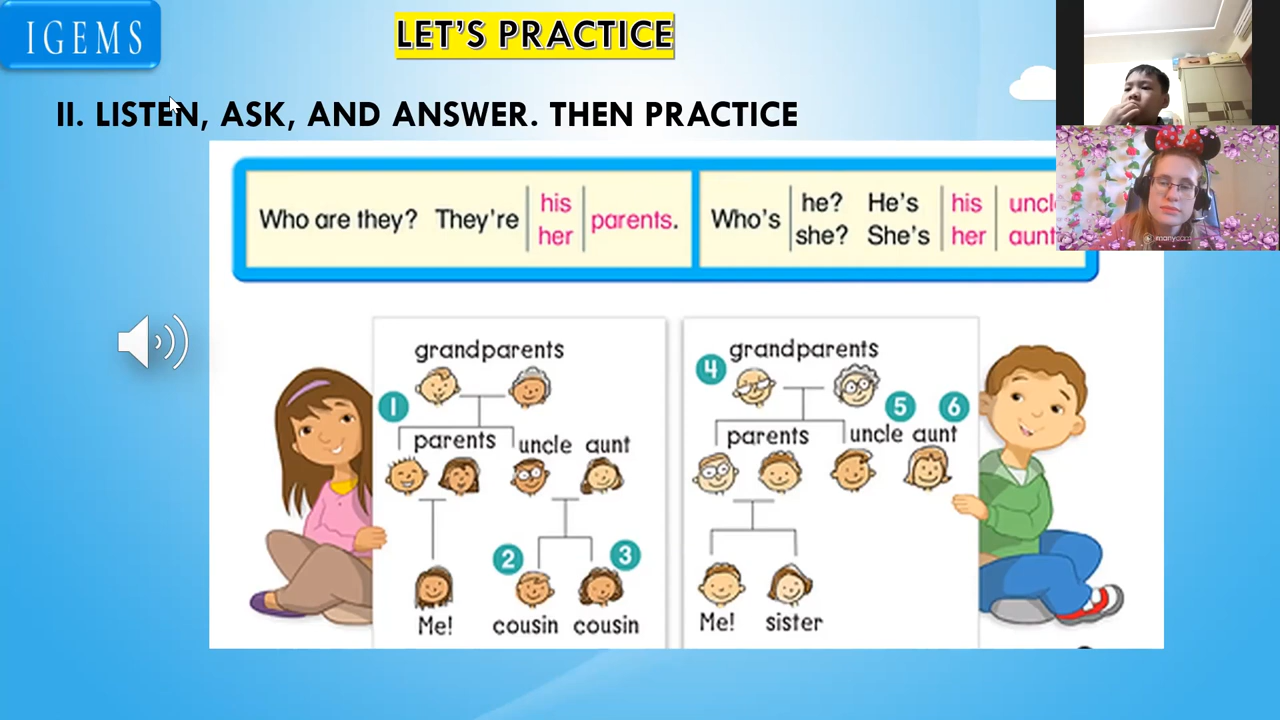 IGEMS
LET'S PRACTICE
II. LISTEN, ASK, AND ANSWER. THEN PRACTICE
Who are they? They're his parents.
her
Who's he? He's his
she? She's her aunt
grandparents
1
parents uncle aunt
2 3
Me! cousin cousin
grandparents
4
5 6
parents uncle aunt
Me! sister